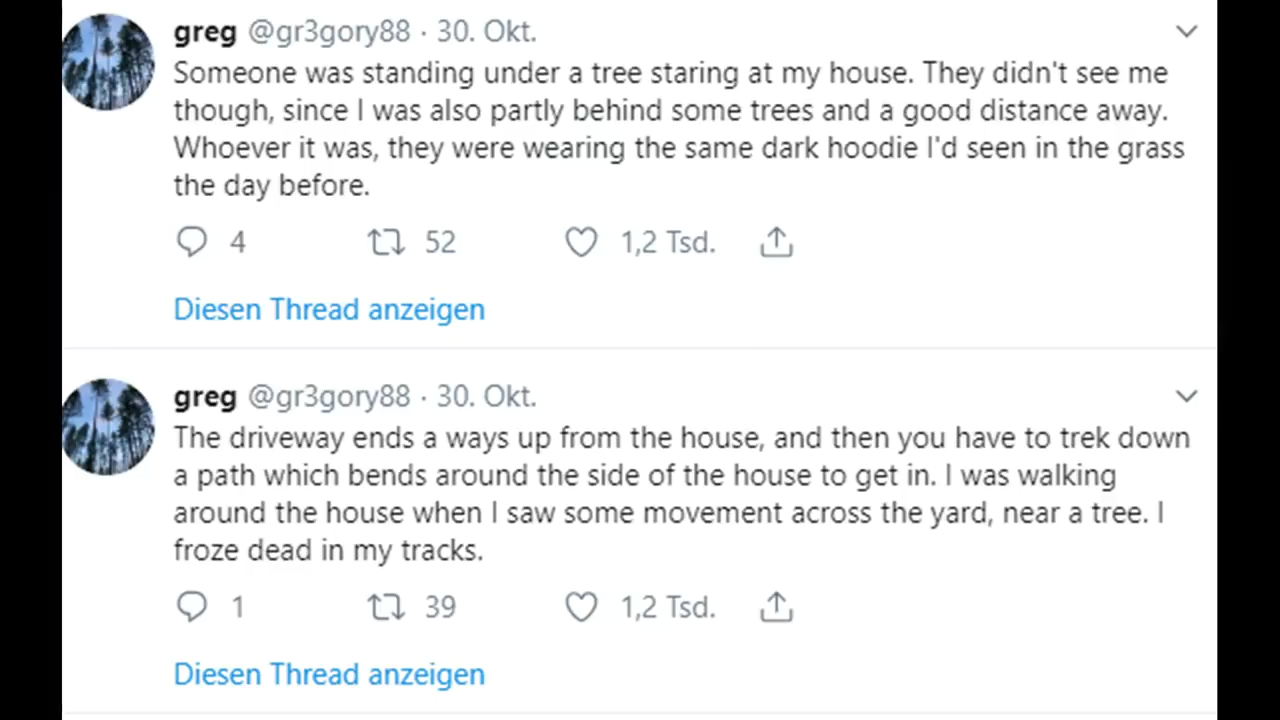 greg @gr3gory88 · 30. Okt.
Someone was standing under a tree staring at my house. They didn't see me
though, since I was also partly behind some trees and a good distance away.
Whoever it was, they were wearing the same dark hoodie I'd seen in the grass
the day before.
4 52 1,2 Tsd.
Diesen Thread anzeigen
greg @gr3gory88 · 30. Okt.
The driveway ends a ways up from the house, and then you have to trek down
a path which bends around the side of the house to get in. I was walking
around the house when I saw some movement across the yard, near a tree. I
froze dead in my tracks.
1 39 1,2 Tsd.
Diesen Thread anzeigen